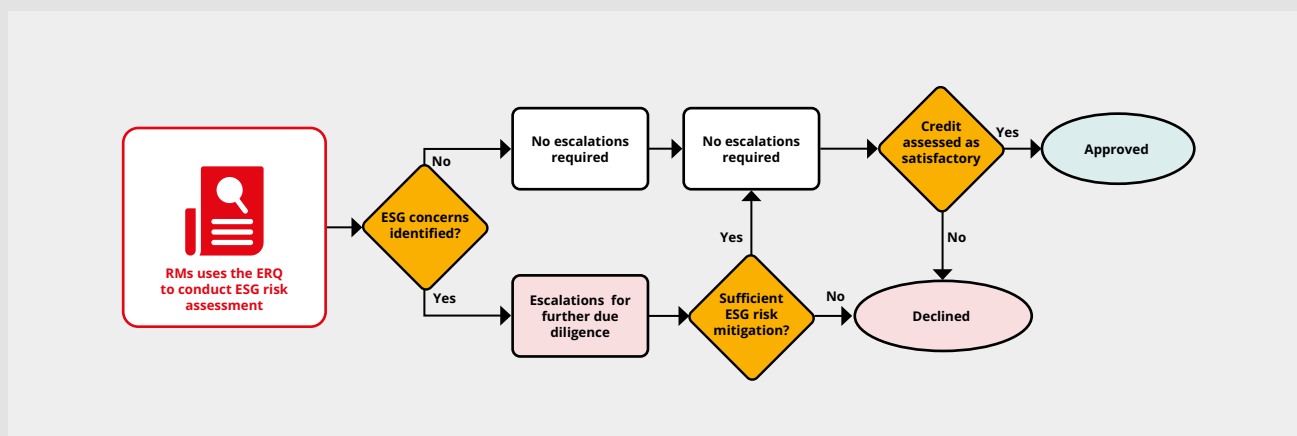 RMs uses the ERQ
to conduct ESG risk
assessment
ESG concerns
identified?
No
Yes
No escalations
required
No escalations
required
Escalations for
further due
diligence
Yes
Sufficient
ESG risk
mitigation?
No
Credit
assessed as
satisfactory
Yes
No
Approved
Declined